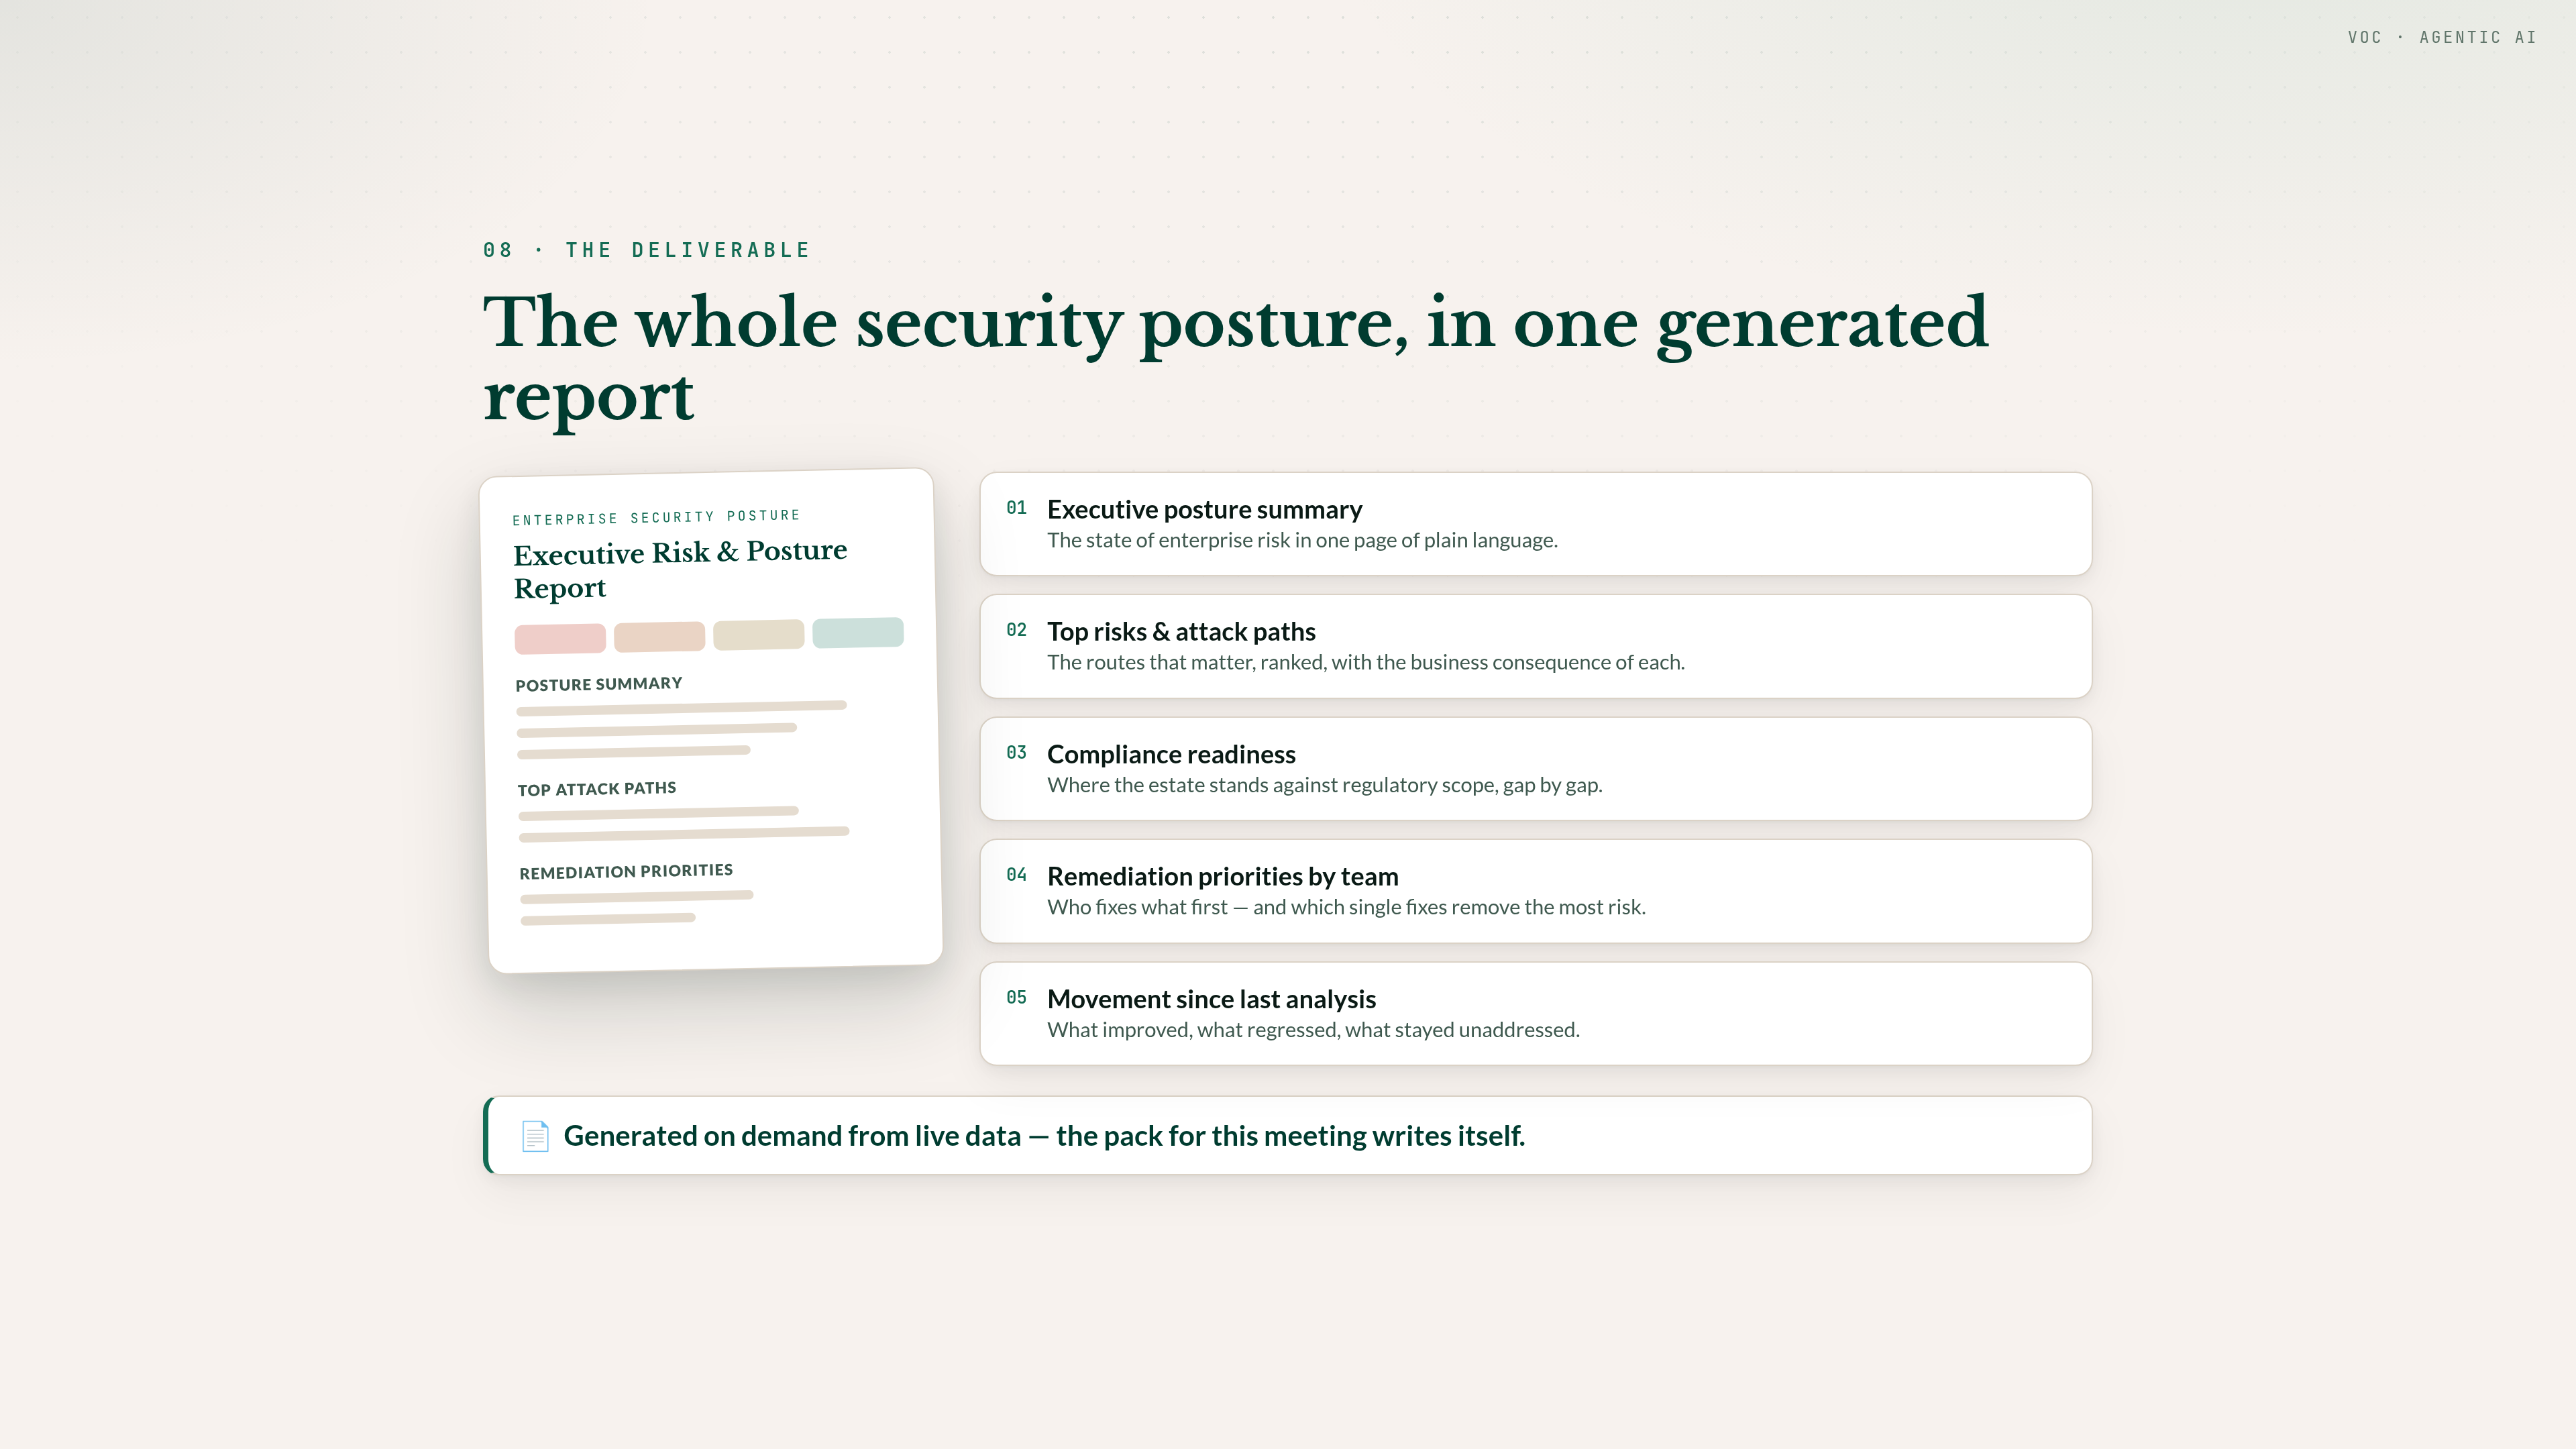 VOC · AGENTIC AI
08 · THE DELIVERABLE
The whole security posture, in one generated
report
ENTERPRISE SECURITY POSTURE
Executive Risk & Posture
Report
POSTURE SUMMARY
TOP ATTACK PATHS
REMEDIATION PRIORITIES
01 Executive posture summary
The state of enterprise risk in one page of plain language.
02 Top risks & attack paths
The routes that matter, ranked, with the business consequence of each.
03 Compliance readiness
Where the estate stands against regulatory scope, gap by gap.
04 Remediation priorities by team
Who fixes what first — and which single fixes remove the most risk.
05 Movement since last analysis
What improved, what regressed, what stayed unaddressed.
Generated on demand from live data — the pack for this meeting writes itself.